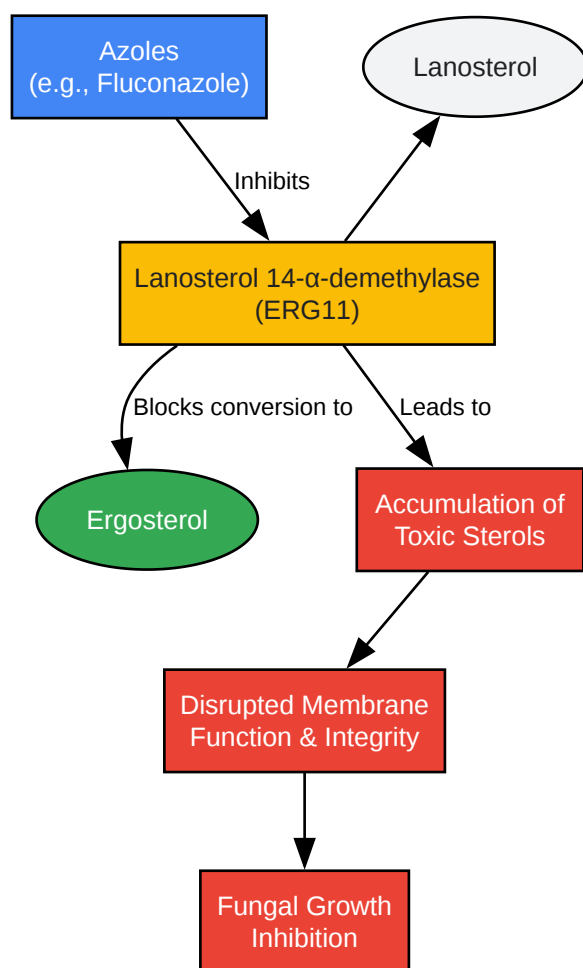 Azoles
(e.g., Fluconazole)
Lanosterol
Inhibits
Lanosterol 14-α-demethylase
(ERG11)
Blocks conversion to
Leads to
Ergosterol
Accumulation of
Toxic Sterols
Disrupted Membrane
Function & Integrity
Fungal Growth
Inhibition